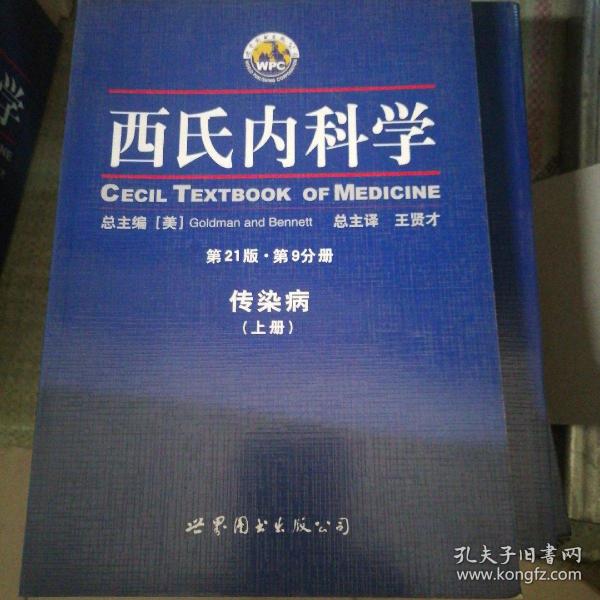 WPC
西氏内科学
CECIL TEXTBOOK OF MEDICINE
总主编 [美] Goldman and Bennett 总主译 王贤才
第21版·第9分册
传染病
(上册)
世界图书出版公司
学
孔夫子旧书网
www.kongfz.com